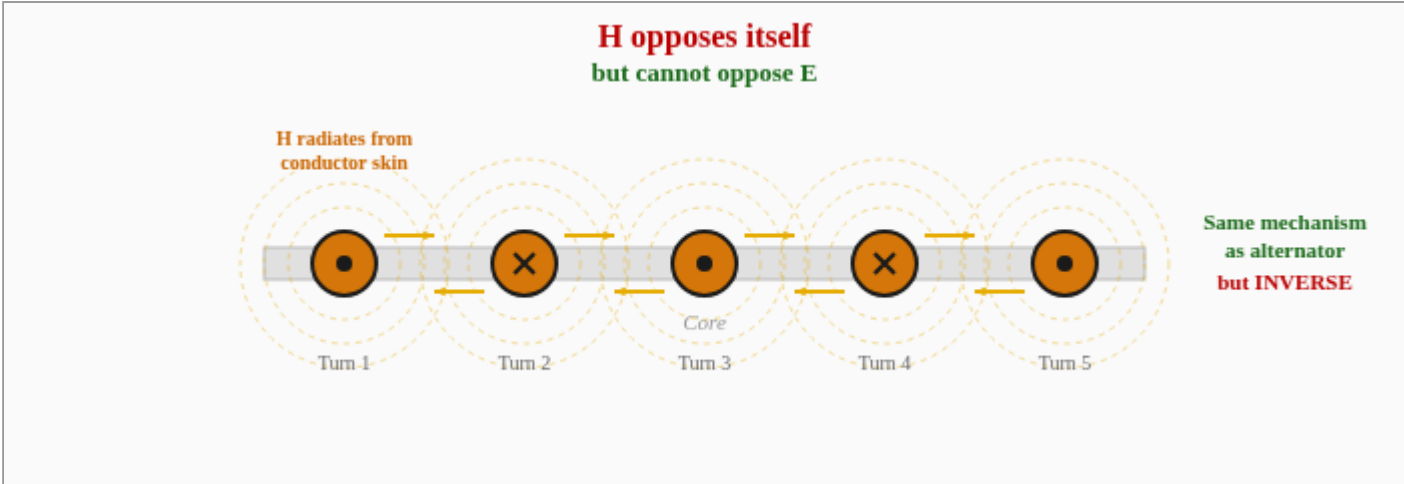 H opposes itself
but cannot oppose E
H radiates from
conductor skin
Same mechanism
as alternator
but INVERSE
Core
Turn 1
Turn 2
Turn 3
Turn 4
Turn 5